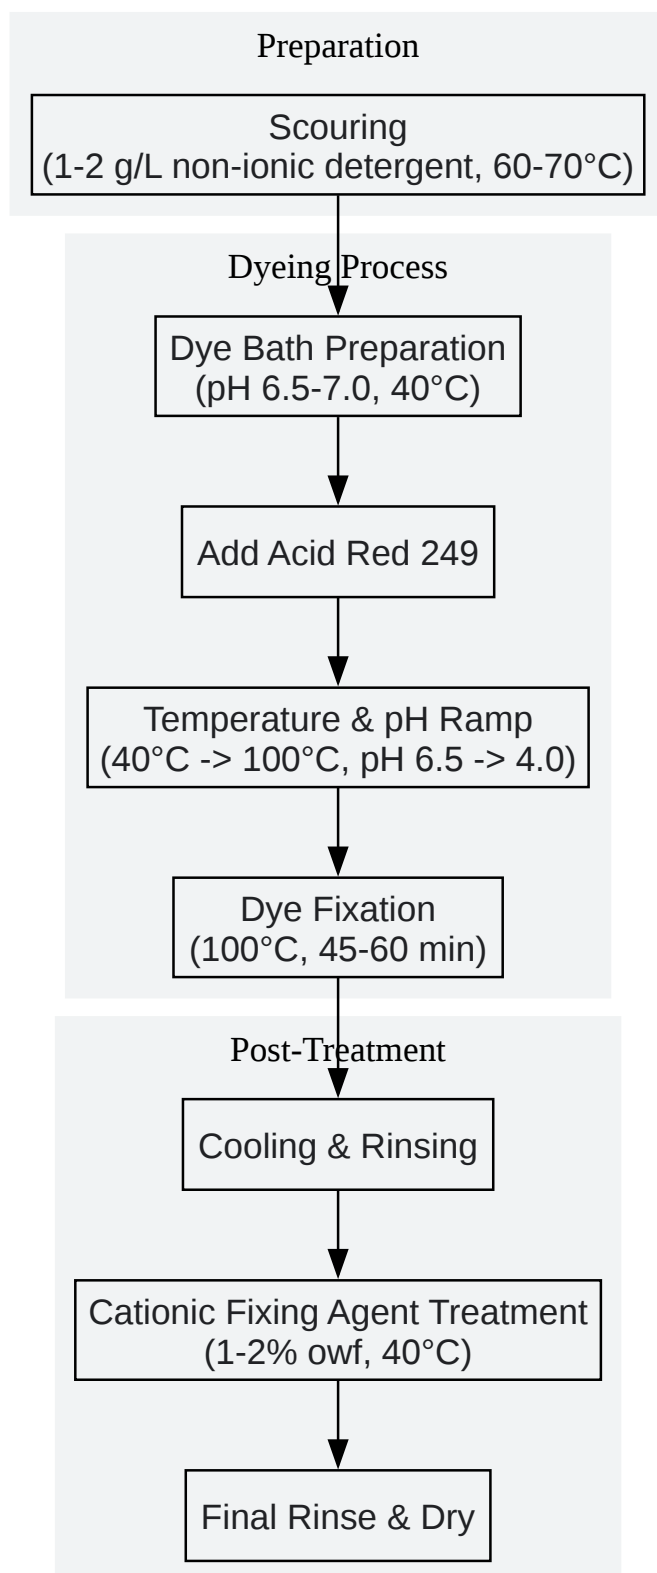 Preparation
Scouring
(1-2 g/L non-ionic detergent, 60-70°C)
Dyeing Process
Dye Bath Preparation
(pH 6.5-7.0, 40°C)
Add Acid Red 249
Temperature & pH Ramp
(40°C -> 100°C, pH 6.5 -> 4.0)
Dye Fixation
(100°C, 45-60 min)
Post-Treatment
Cooling & Rinsing
Cationic Fixing Agent Treatment
(1-2% owf, 40°C)
Final Rinse & Dry